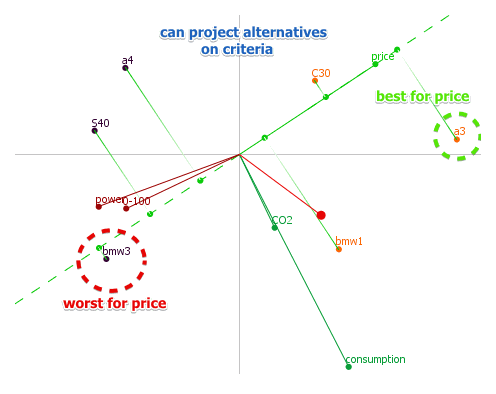 can project alternatives
on criteria
a4
price
C30
best for price
S40
a3
power
0-100
CO2
bmw1
bmw3
worst for price
consumption